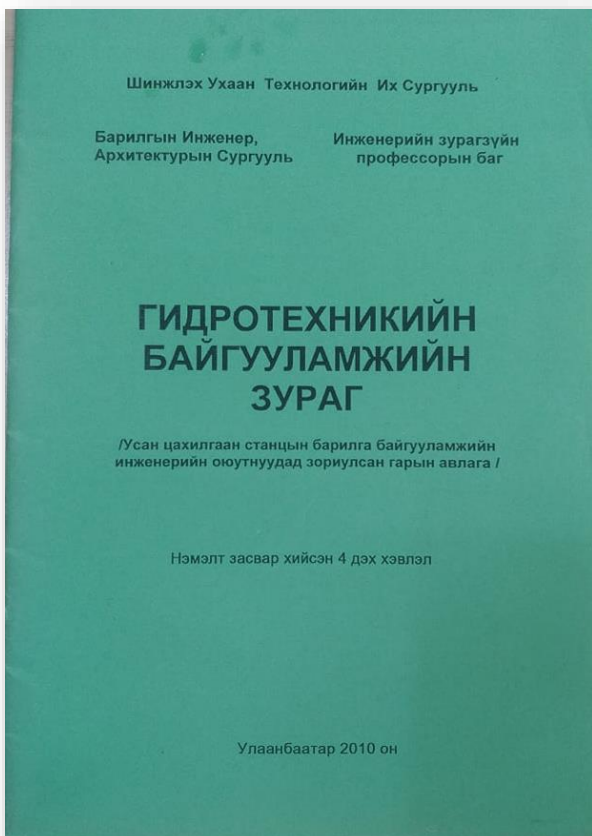 Шинжлэх Ухаан Технологийн Их Сургууль
Барилгын Инженер,
Архитектурын Сургууль
Инженерийн зурагзүйн
профессорын баг
ГИДРОТЕХНИКИЙН
БАЙГУУЛАМЖИЙН
ЗУРАГ
/Усан цахилгаан станцын барилга байгууламжийн
инженерийн оюутнуудад зориулсан гарын авлага /
Нэмэлт засвар хийсэн 4 дэх хэвлэл
Улаанбаатар 2010 он